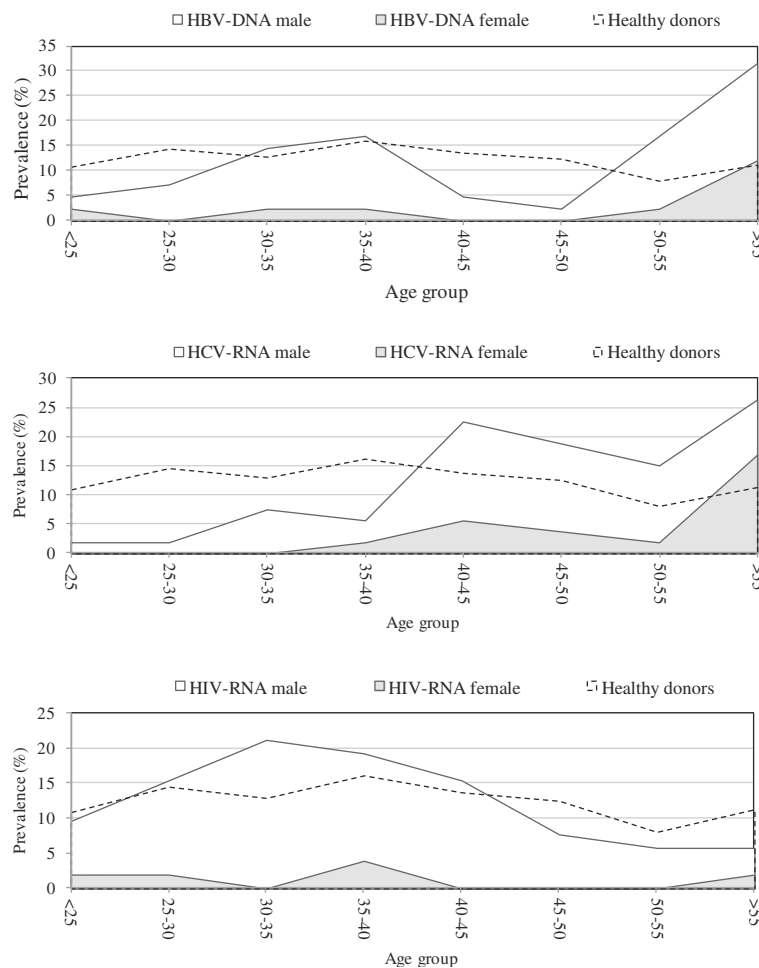 HBV-DNA male HBV-DNA female Healthy donors
35
30
25
20
15
10
5
0
Prevalence (%)
<25 25-30 30-35 35-40 40-45 45-50 50-55 >55
Age group
HCV-RNA male HCV-RNA female Healthy donors
30
25
20
15
10
5
0
Prevalence (%)
<25 25-30 30-35 35-40 40-45 45-50 50-55 >55
Age group
HIV-RNA male HIV-RNA female Healthy donors
25
20
15
10
5
0
Prevalence (%)
<25 25-30 30-35 35-40 40-45 45-50 50-55 >55
Age group